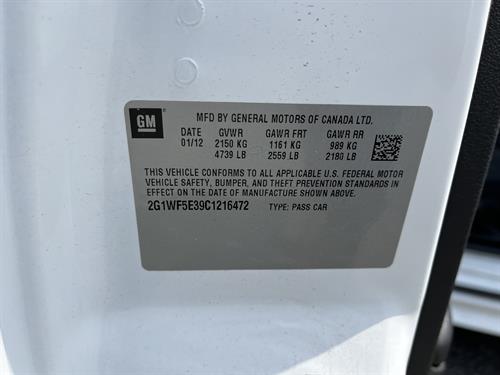 GM
MFD BY GENERAL MOTORS OF CANADA LTD.
DATE GVWR GAWR FRT GAWR RR
01/12 2150 KG 1161 KG 989 KG
4739 LB 2559 LB 2180 LB
THIS VEHICLE CONFORMS TO ALL APPLICABLE U.S. FEDERAL MOTOR
VEHICLE SAFETY, BUMPER, AND THEFT PREVENTION STANDARDS IN
EFFECT ON THE DATE OF MANUFACTURE SHOWN ABOVE.
2G1WF5E39C1216472 TYPE: PASS CAR